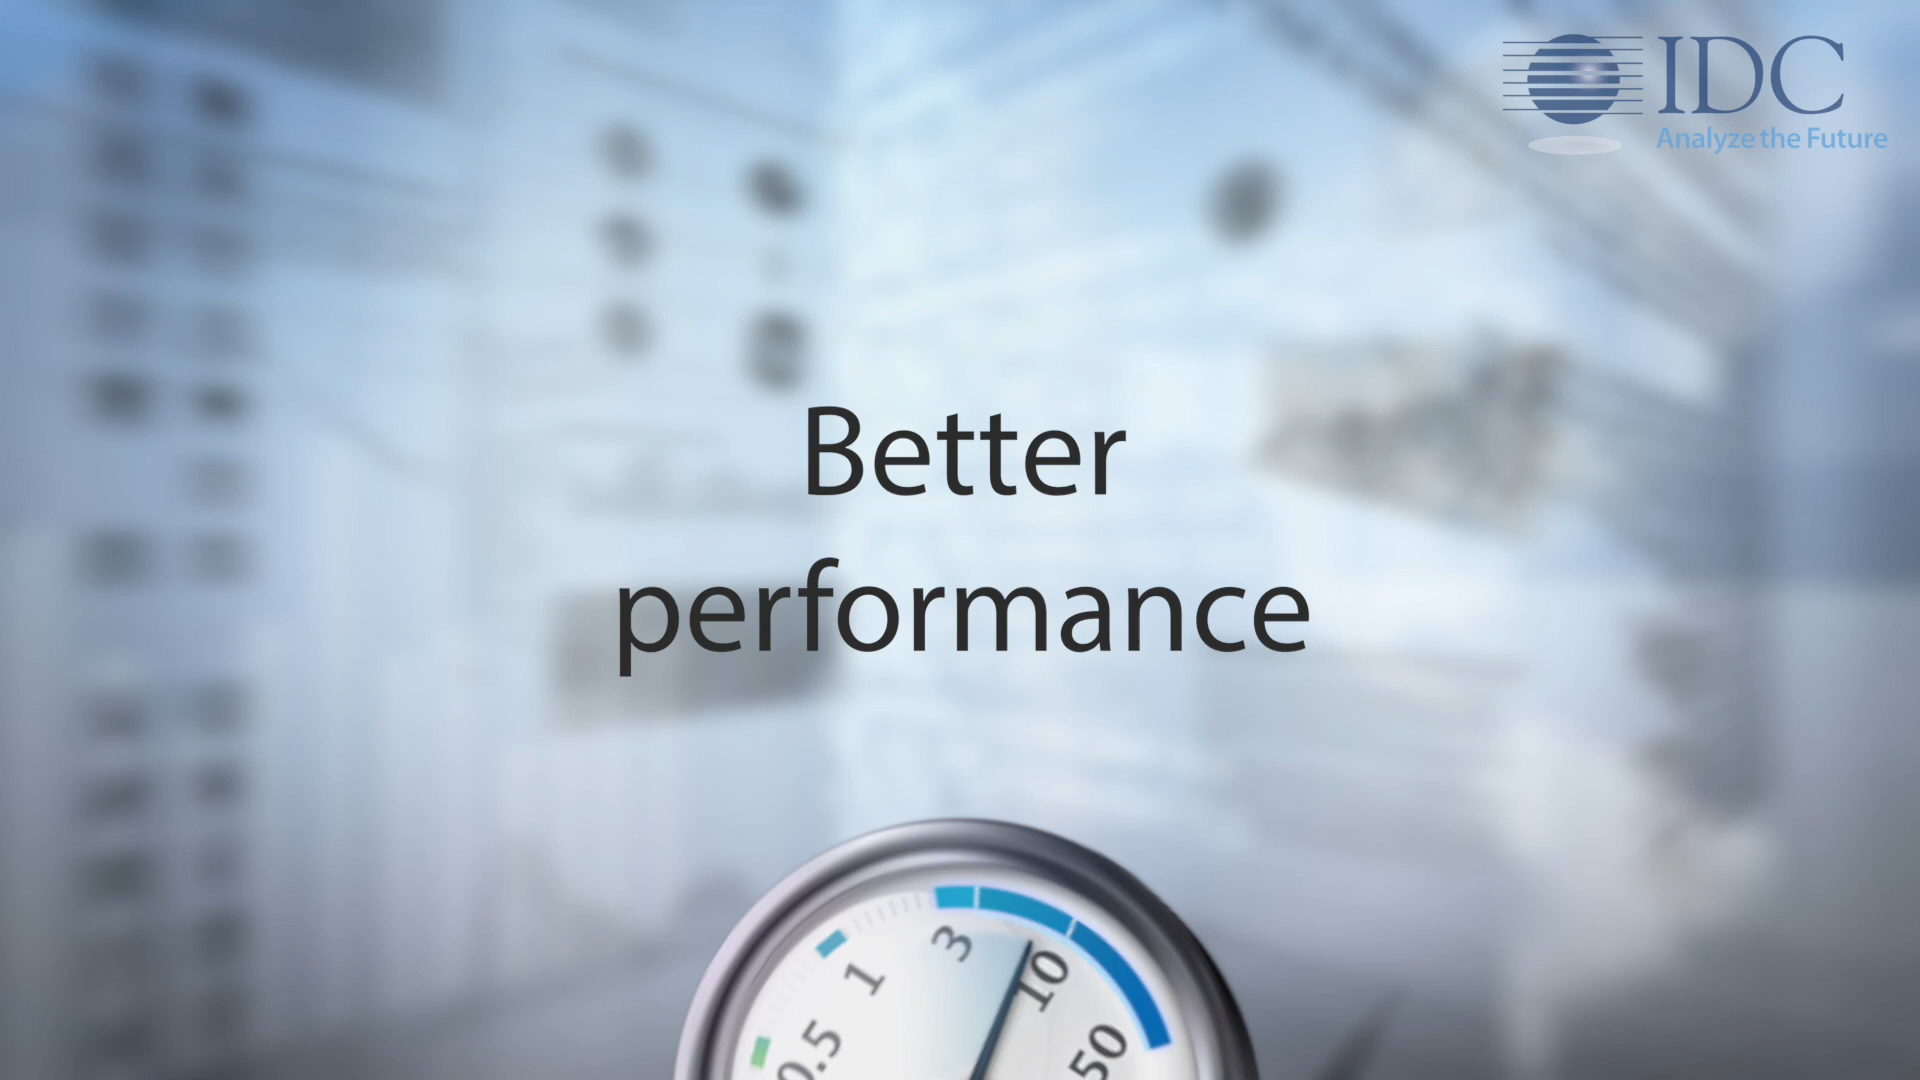 IDC
Analyze the Future
Better
performance
3
1
10
0.5
50